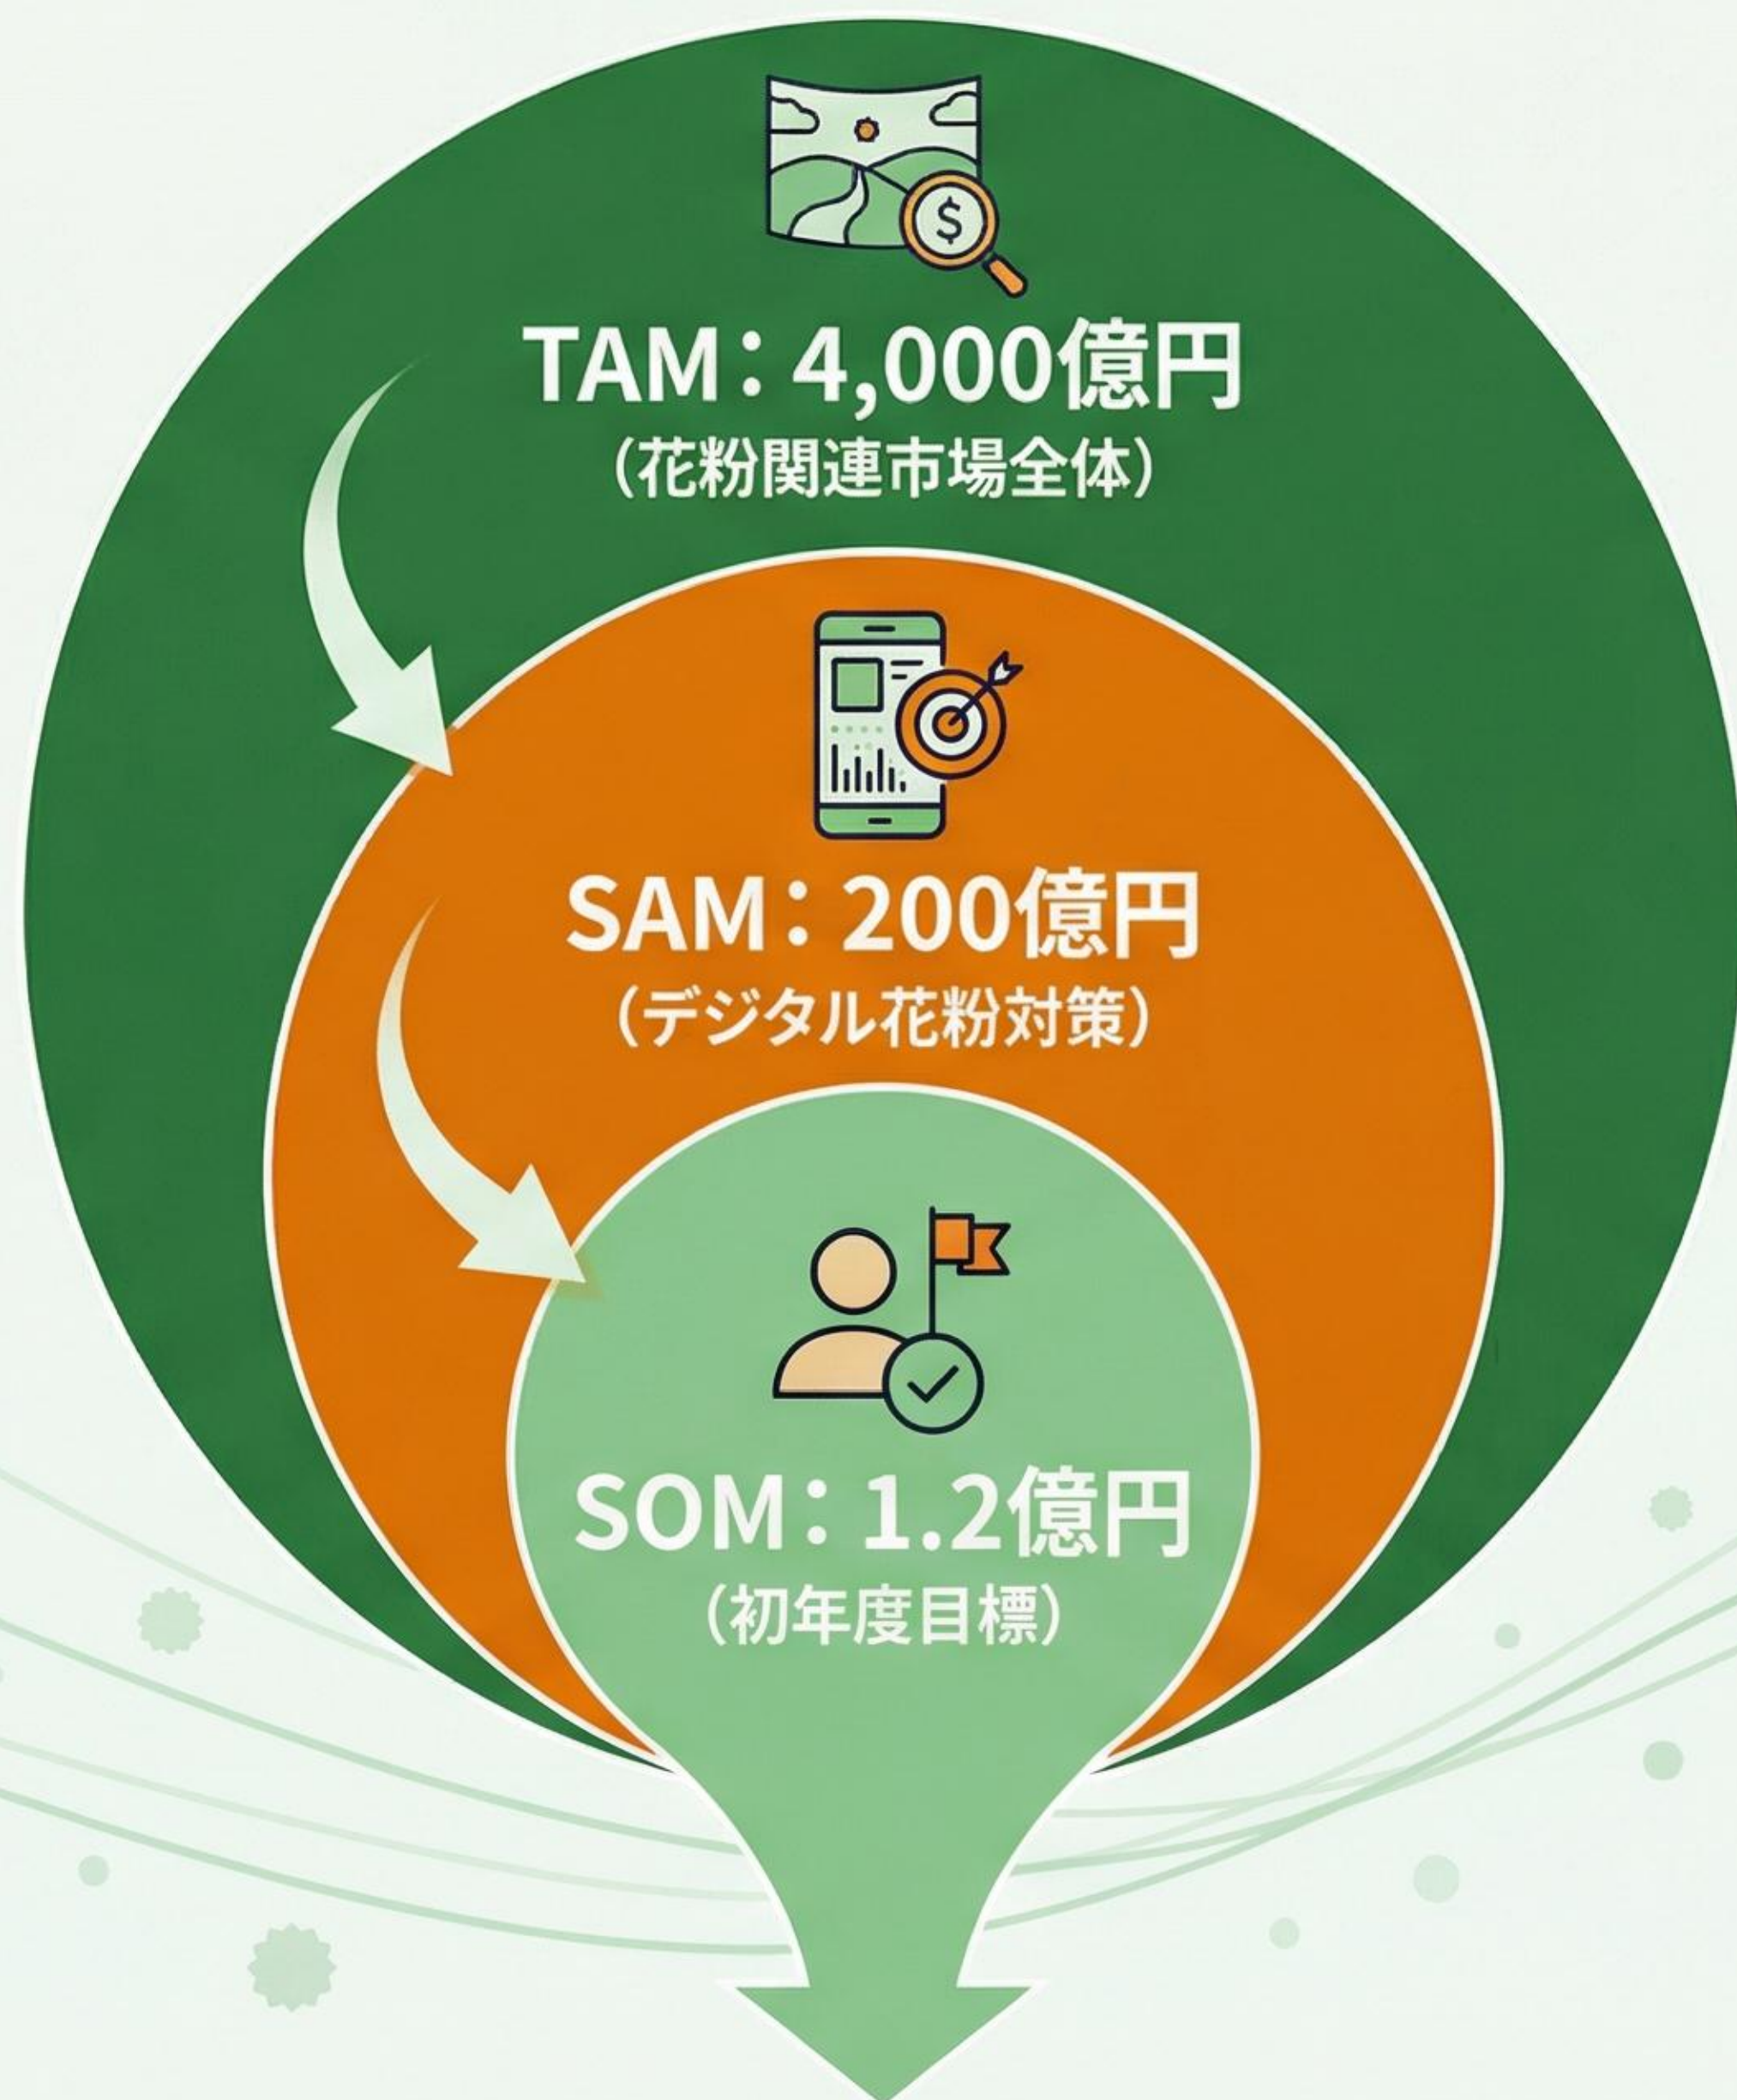 $
TAM：4,000億円
（花粉関連市場全体）
SAM：200億円
（デジタル花粉対策）
SOM：1.2億円
（初年度目標）